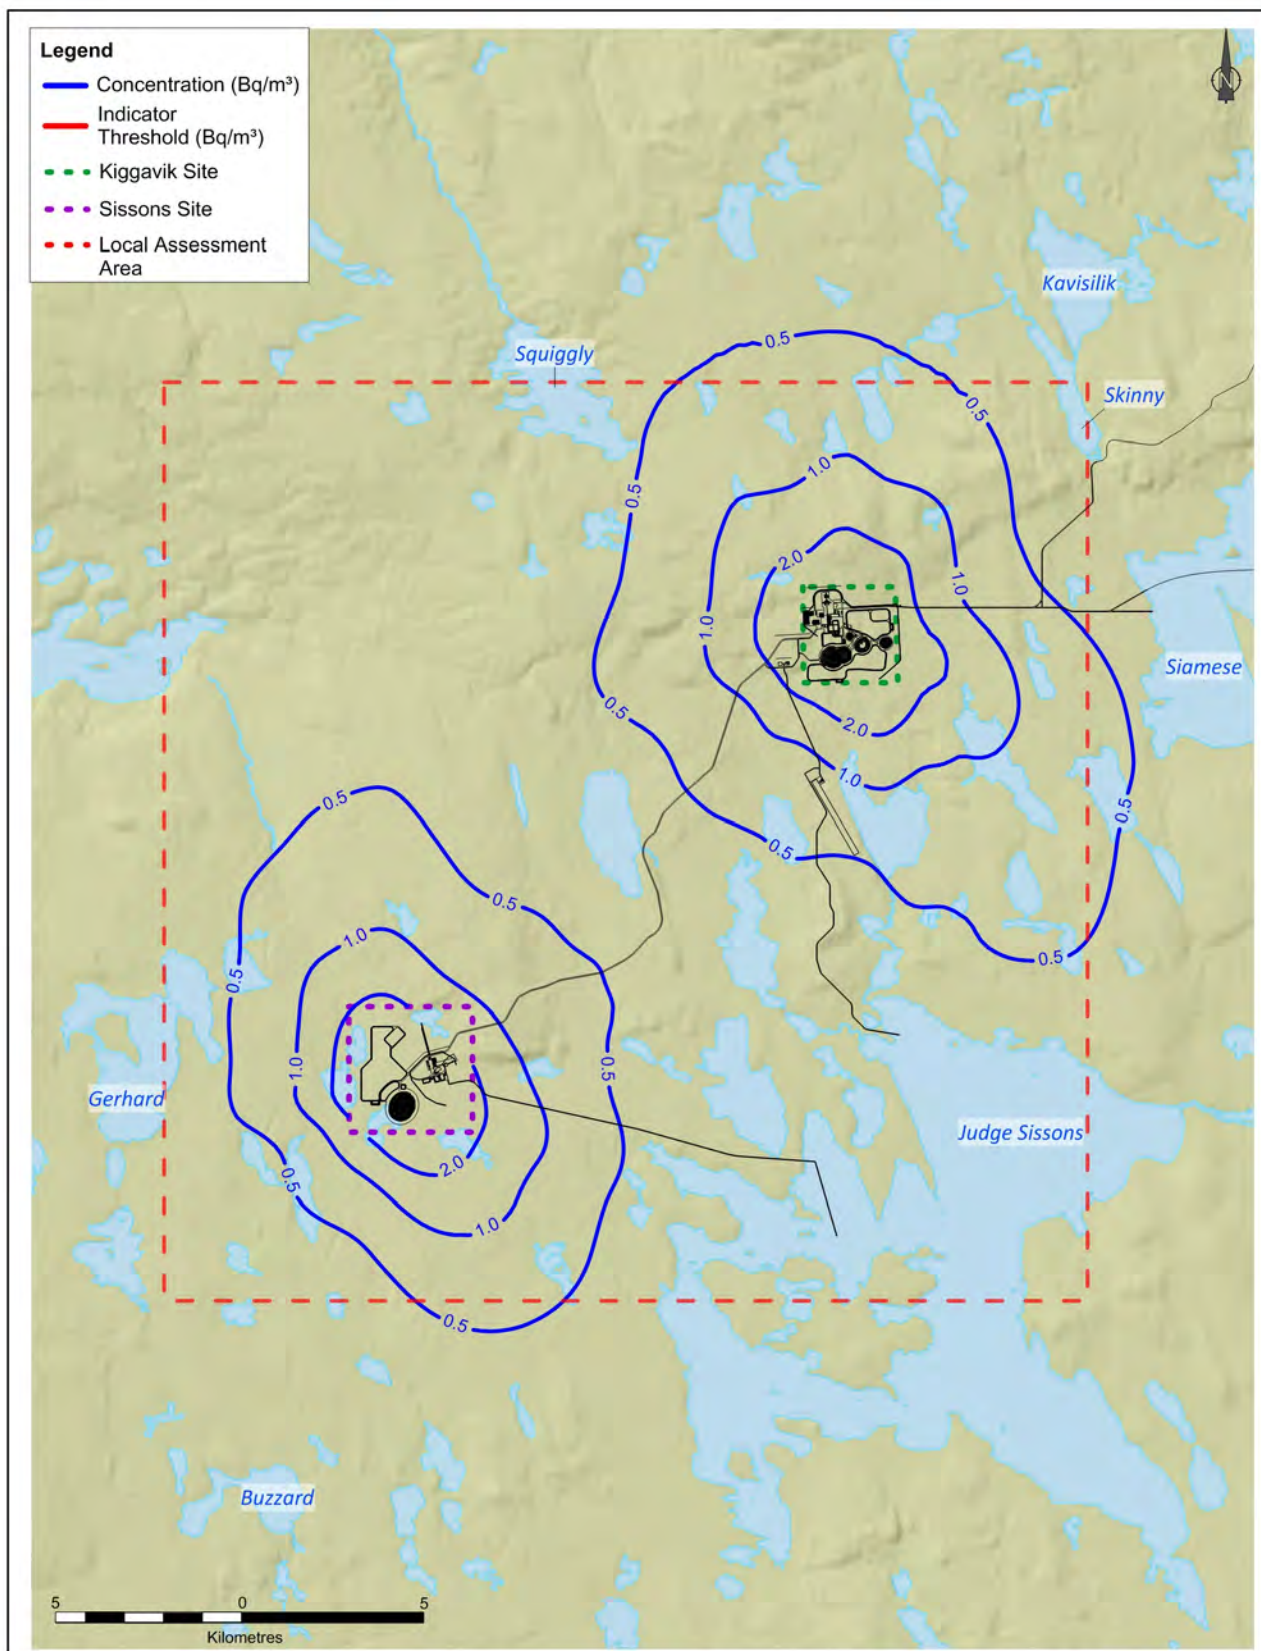 Legend
Concentration (Bq/m³)
Indicator
Threshold (Bq/m³)
Kiggavik Site
Sissons Site
Local Assessment
Area
N
Kavisilik
0.5
Squiggly
Skinny
0.5
1.0
0.5
2.0
1.0
1.0
Siamese
0.5
2.0
1.0
0.5
0.5
0.5
0.5
1.0
0.5
0.5
1.0
0.5
Gerhard
Judge Sissons
2.0
0.5
1.0
0.5
Buzzard
5 0 5
Kilometres